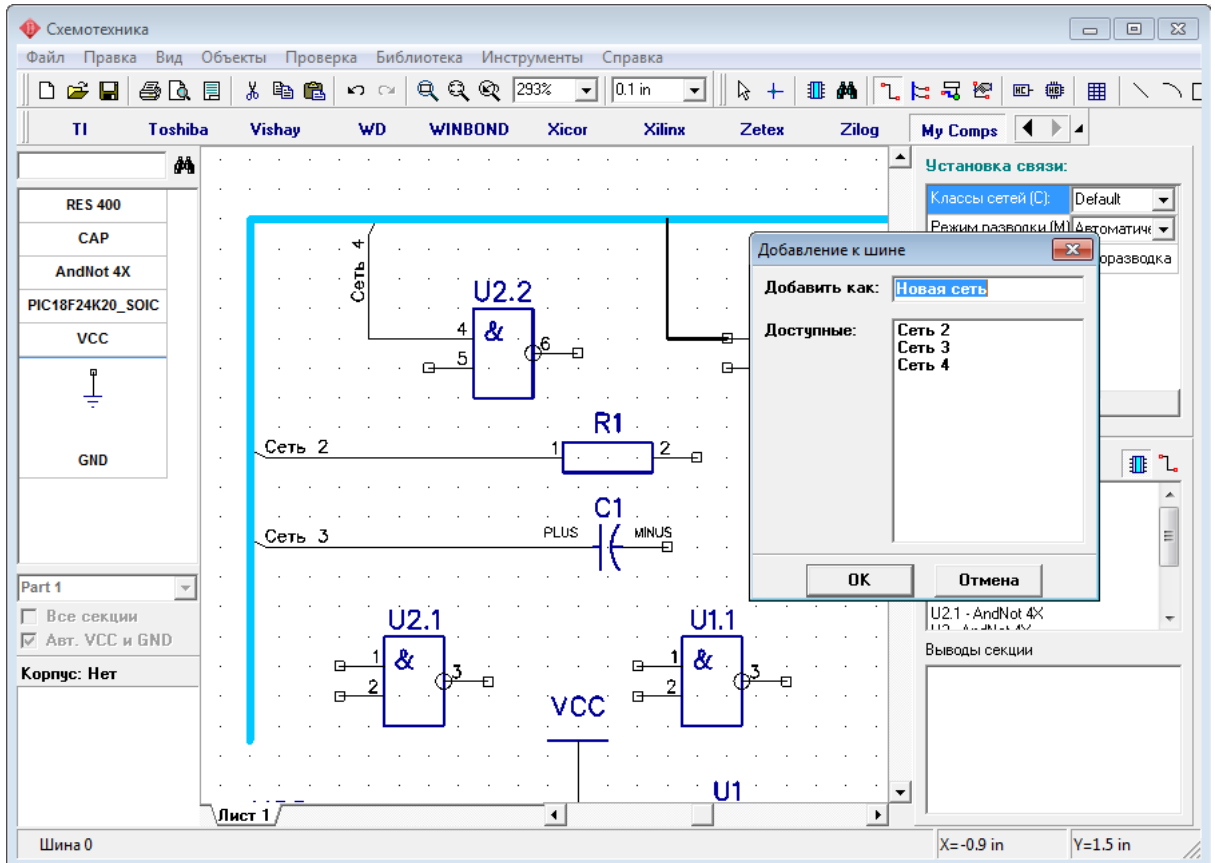 Схемотехника
Файл Правка Вид Объекты Проверка Библиотека Инструменты Справка
293% 0.1 in
TI Toshiba Vishay WD WINBOND Xicor Xilinx Zetex Zilog My Comps
Установка связи:
Классы сетей (C): Default
Режим разводки (M)
RES 400
CAP
AndNot 4X
PIC18F24K20_SOIC
VCC
GND
Part 1
Все секции
Авт. VCC и GND
Корпус: Нет
Сеть 4
U2.2
4 & 6
5
R1
Сеть 2 1 2
C1
Сеть 3 PLUS MINUS
U2.1 U1.1
1 & 3 1 & 3
2 2
VCC
U1
Лист 1
Добавление к шине
Добавить как: Новая сеть
Доступные: Сеть 2
Сеть 3
Сеть 4
OK Отмена
U2.1 - AndNot 4X
Выводы секции
Шина 0 X=-0.9 in Y=1.5 in